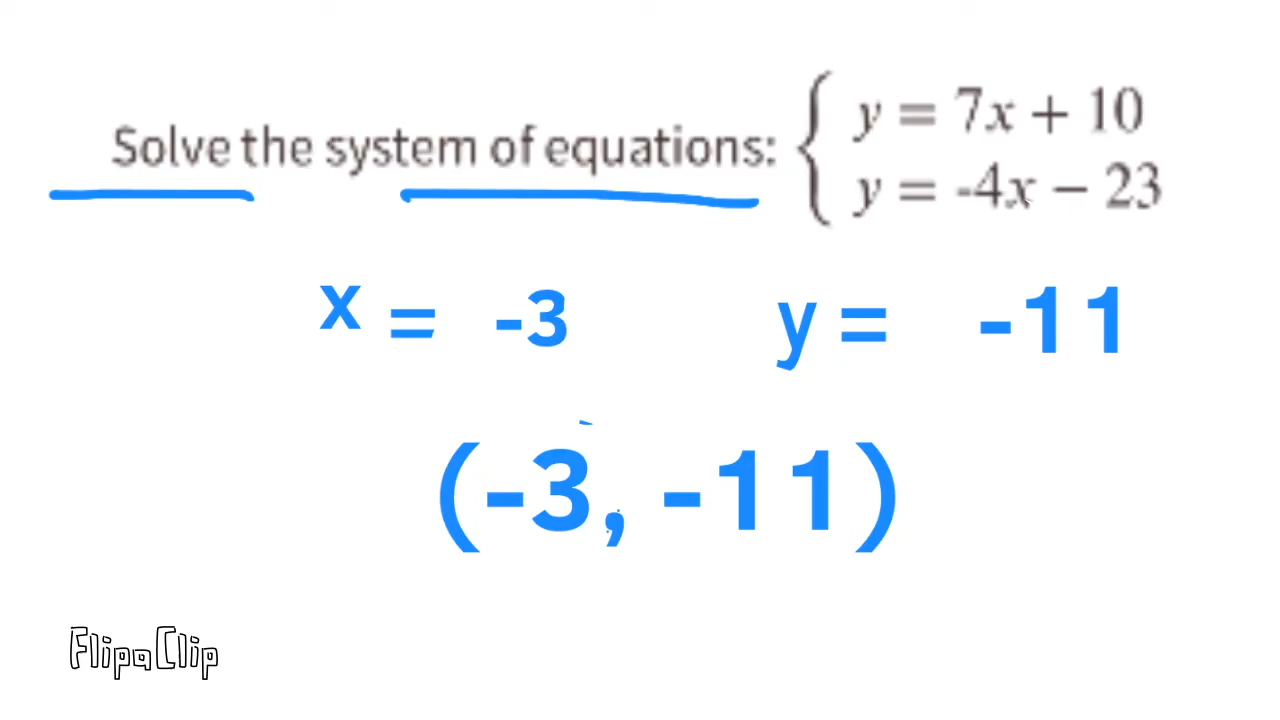 Solve the system of equations: { y = 7x + 10
y = -4x – 23
x = -3 y = -11
(-3, -11)
FlipaClip